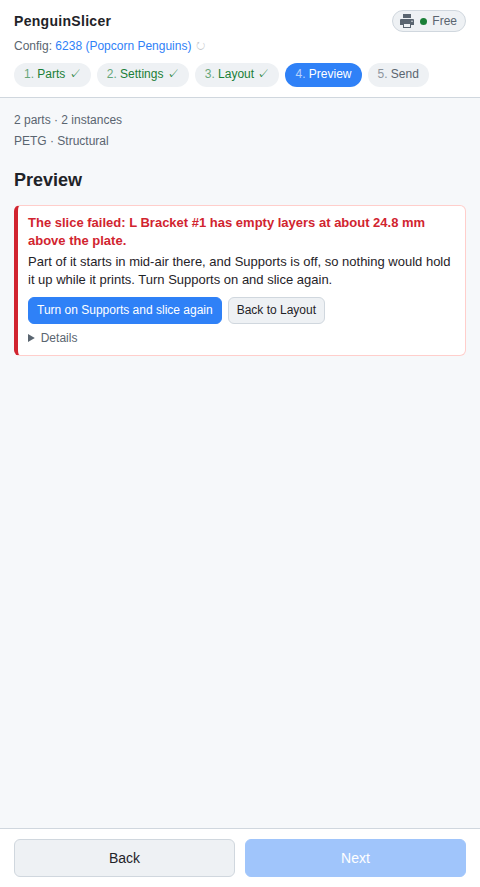 PenguinSlicer
Free
Config: 6238 (Popcorn Penguins)
1. Parts ✓
2. Settings ✓
3. Layout ✓
4. Preview
5. Send
2 parts · 2 instances
PETG · Structural
Preview
The slice failed: L Bracket #1 has empty layers at about 24.8 mm
above the plate.
Part of it starts in mid-air there, and Supports is off, so nothing would hold
it up while it prints. Turn Supports on and slice again.
Turn on Supports and slice again
Back to Layout
Details
Back
Next